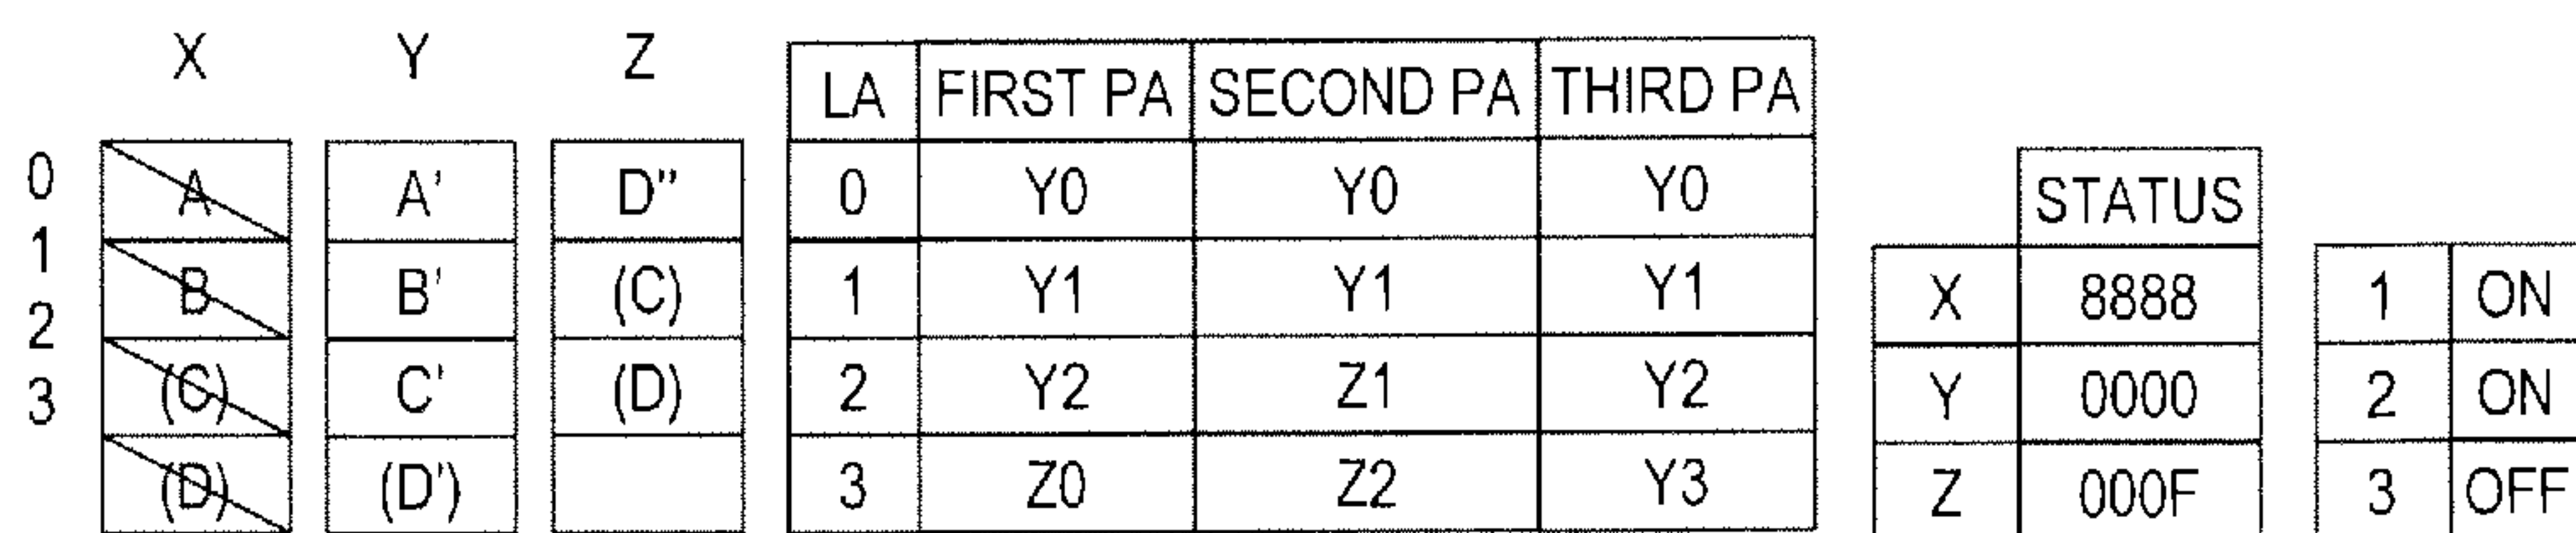 X Y Z
LA FIRST PA SECOND PA THIRD PA
0 A A' D" 0 Y0 Y0 Y0 STATUS
1 B B' (C) 1 Y1 Y1 Y1 X 8888 1 ON
2 (C) C' (D) 2 Y2 Z1 Y2 Y 0000 2 ON
3 (D) (D') 3 Z0 Z2 Y3 Z 000F 3 OFF